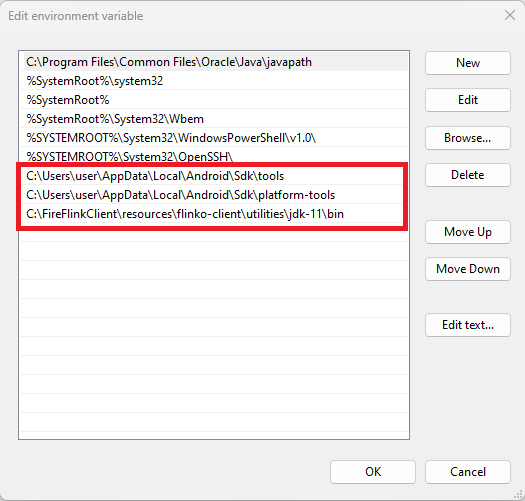 Edit environment variable
C:\Program Files\Common Files\Oracle\Java\javapath
%SystemRoot%\system32
%SystemRoot%
%SystemRoot%\System32\Wbem
%SYSTEMROOT%\System32\WindowsPowerShell\v1.0\
%SYSTEMROOT%\System32\OpenSSH\
C:\Users\user\AppData\Local\Android\Sdk\tools
C:\Users\user\AppData\Local\Android\Sdk\platform-tools
C:\FireFlinkClient\resources\flinko-client\utilities\jdk-11\bin
New
Edit
Browse...
Delete
Move Up
Move Down
Edit text...
OK
Cancel